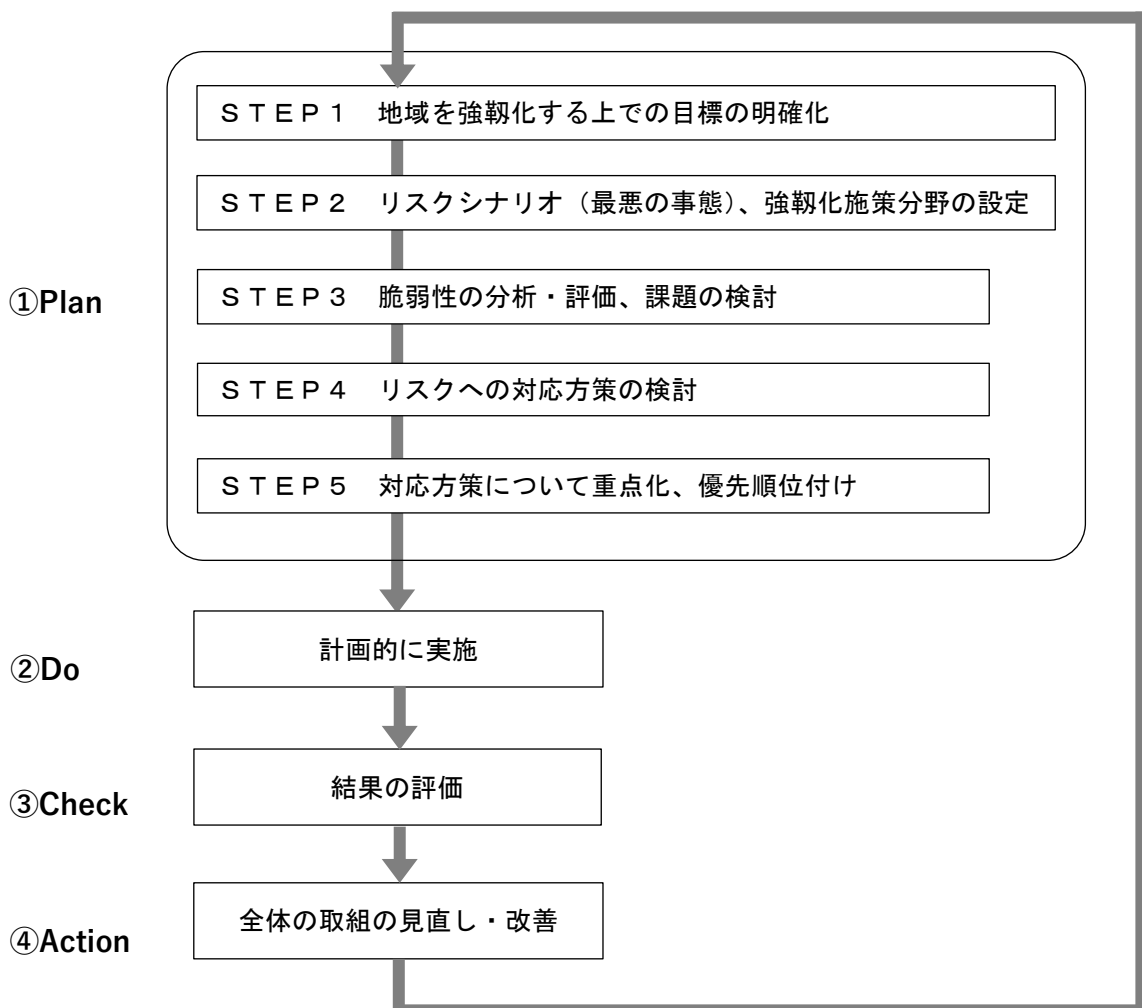 STEP1 地域を強靱化する上での目標の明確化
STEP2 リスクシナリオ(最悪の事態)、強靱化施策分野の設定
①Plan
STEP3 脆弱性の分析・評価、課題の検討
STEP4 リスクへの対応方策の検討
STEP5 対応方策について重点化、優先順位付け
②Do
計画的に実施
③Check
結果の評価
④Action
全体の取組の見直し・改善